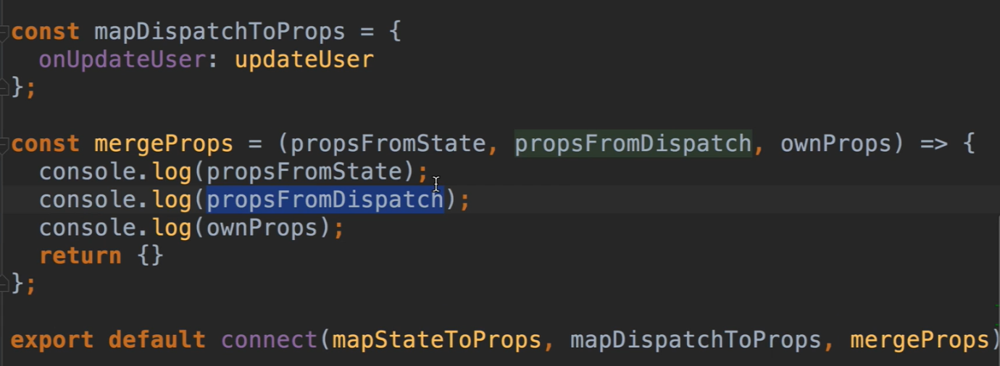 const mapDispatchToProps = {
  onUpdateUser: updateUser
};
const mergeProps = (propsFromState, propsFromDispatch, ownProps) => {
  console.log(propsFromState);
  console.log(propsFromDispatch);
  console.log(ownProps);
  return {}
};
export default connect(mapStateToProps, mapDispatchToProps, mergeProps)